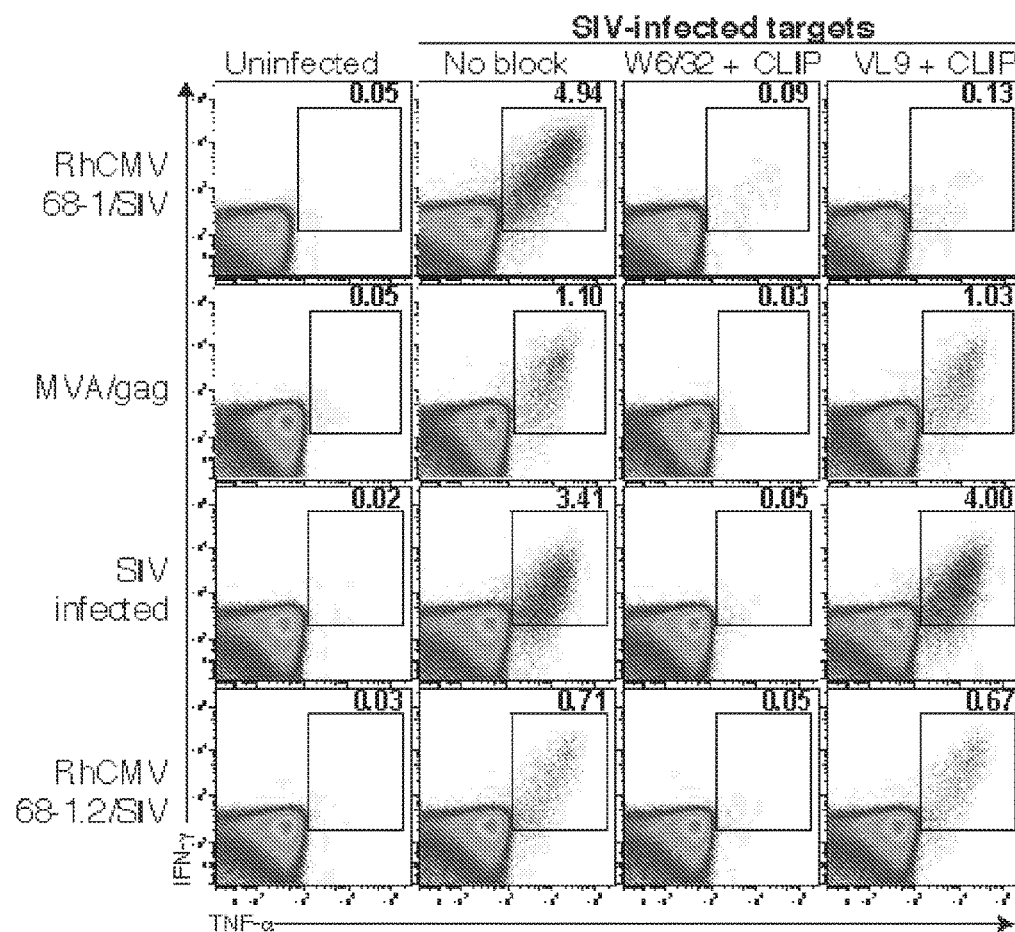 SIV-infected targets
Uninfected No block W6/32 + CLIP VL9 + CLIP
RhCMV
68-1/SIV
0.05 4.94 0.09 0.13
MVA/gag
0.05 1.10 0.03 1.03
SIV
infected
0.02 3.41 0.05 4.00
RhCMV
68-1.2/SIV
0.03 0.71 0.05 0.67
IFN-γ
TNF-α